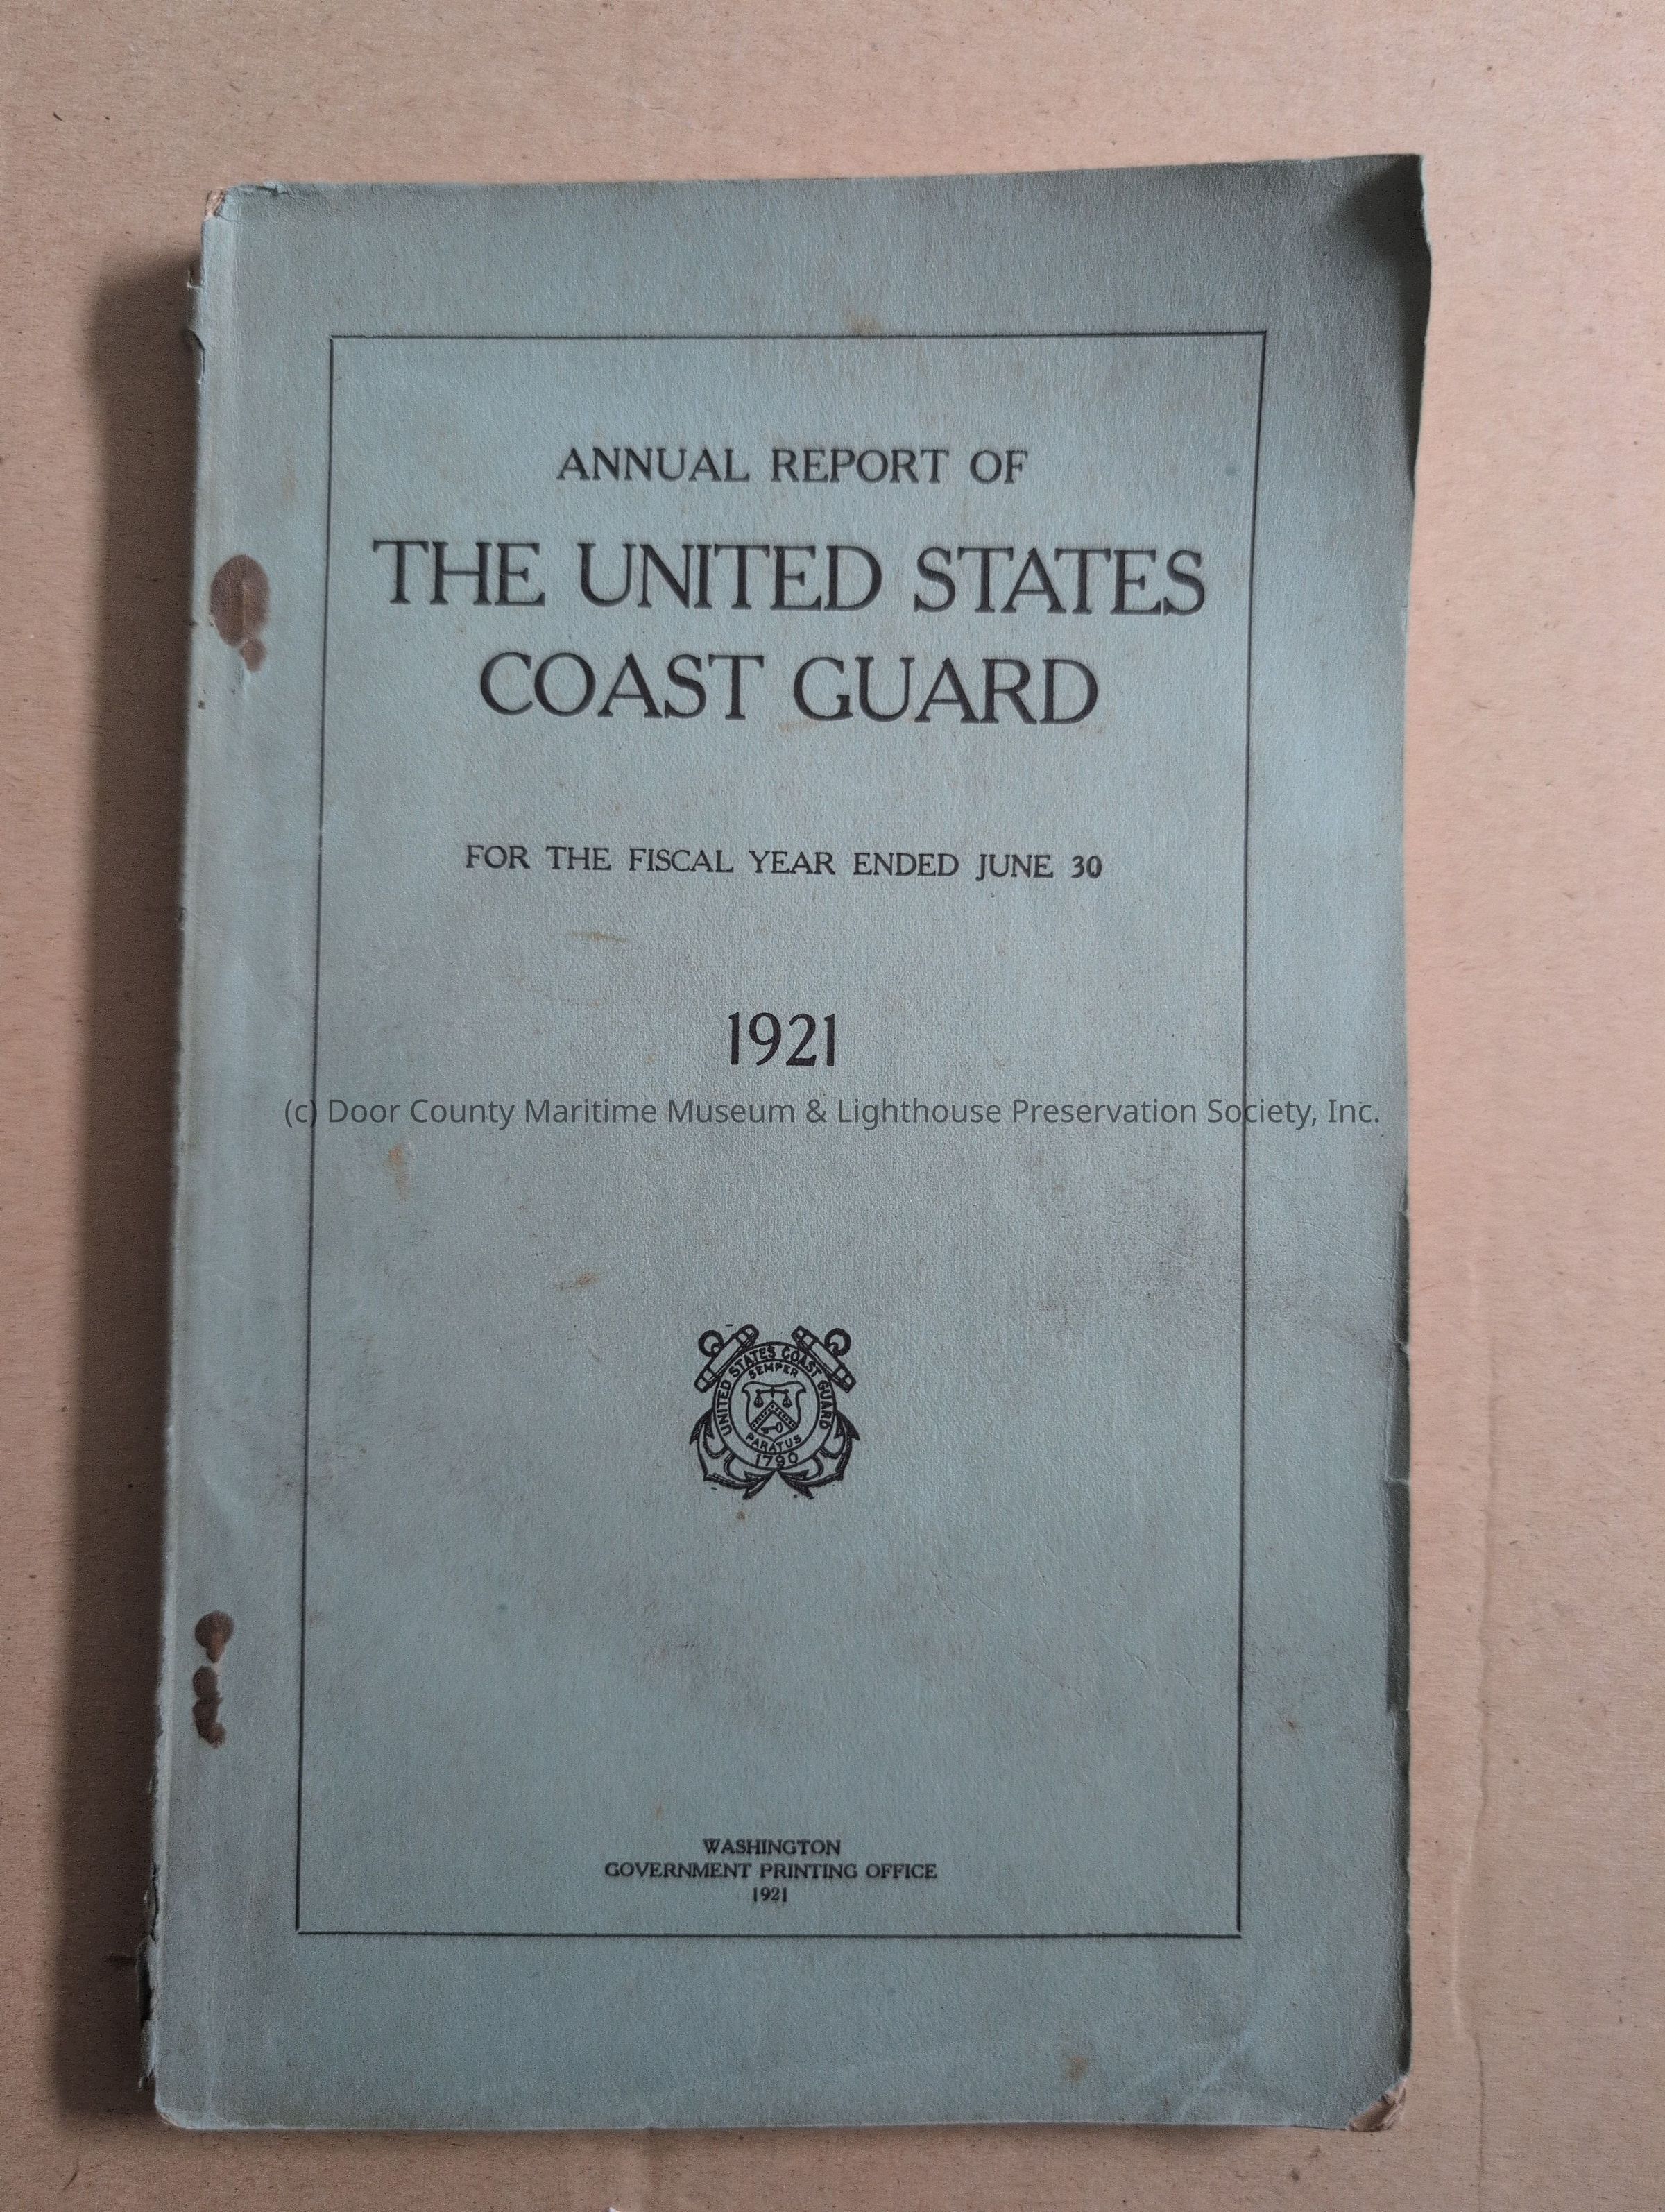 ANNUAL REPORT OF
THE UNITED STATES
COAST GUARD
FOR THE FISCAL YEAR ENDED JUNE 30
1921
(c) Door County Maritime Museum & Lighthouse Preservation Society, Inc.
UNITED STATES COAST GUARD
SEMPER
PARATUS
1790
WASHINGTON
GOVERNMENT PRINTING OFFICE
1921